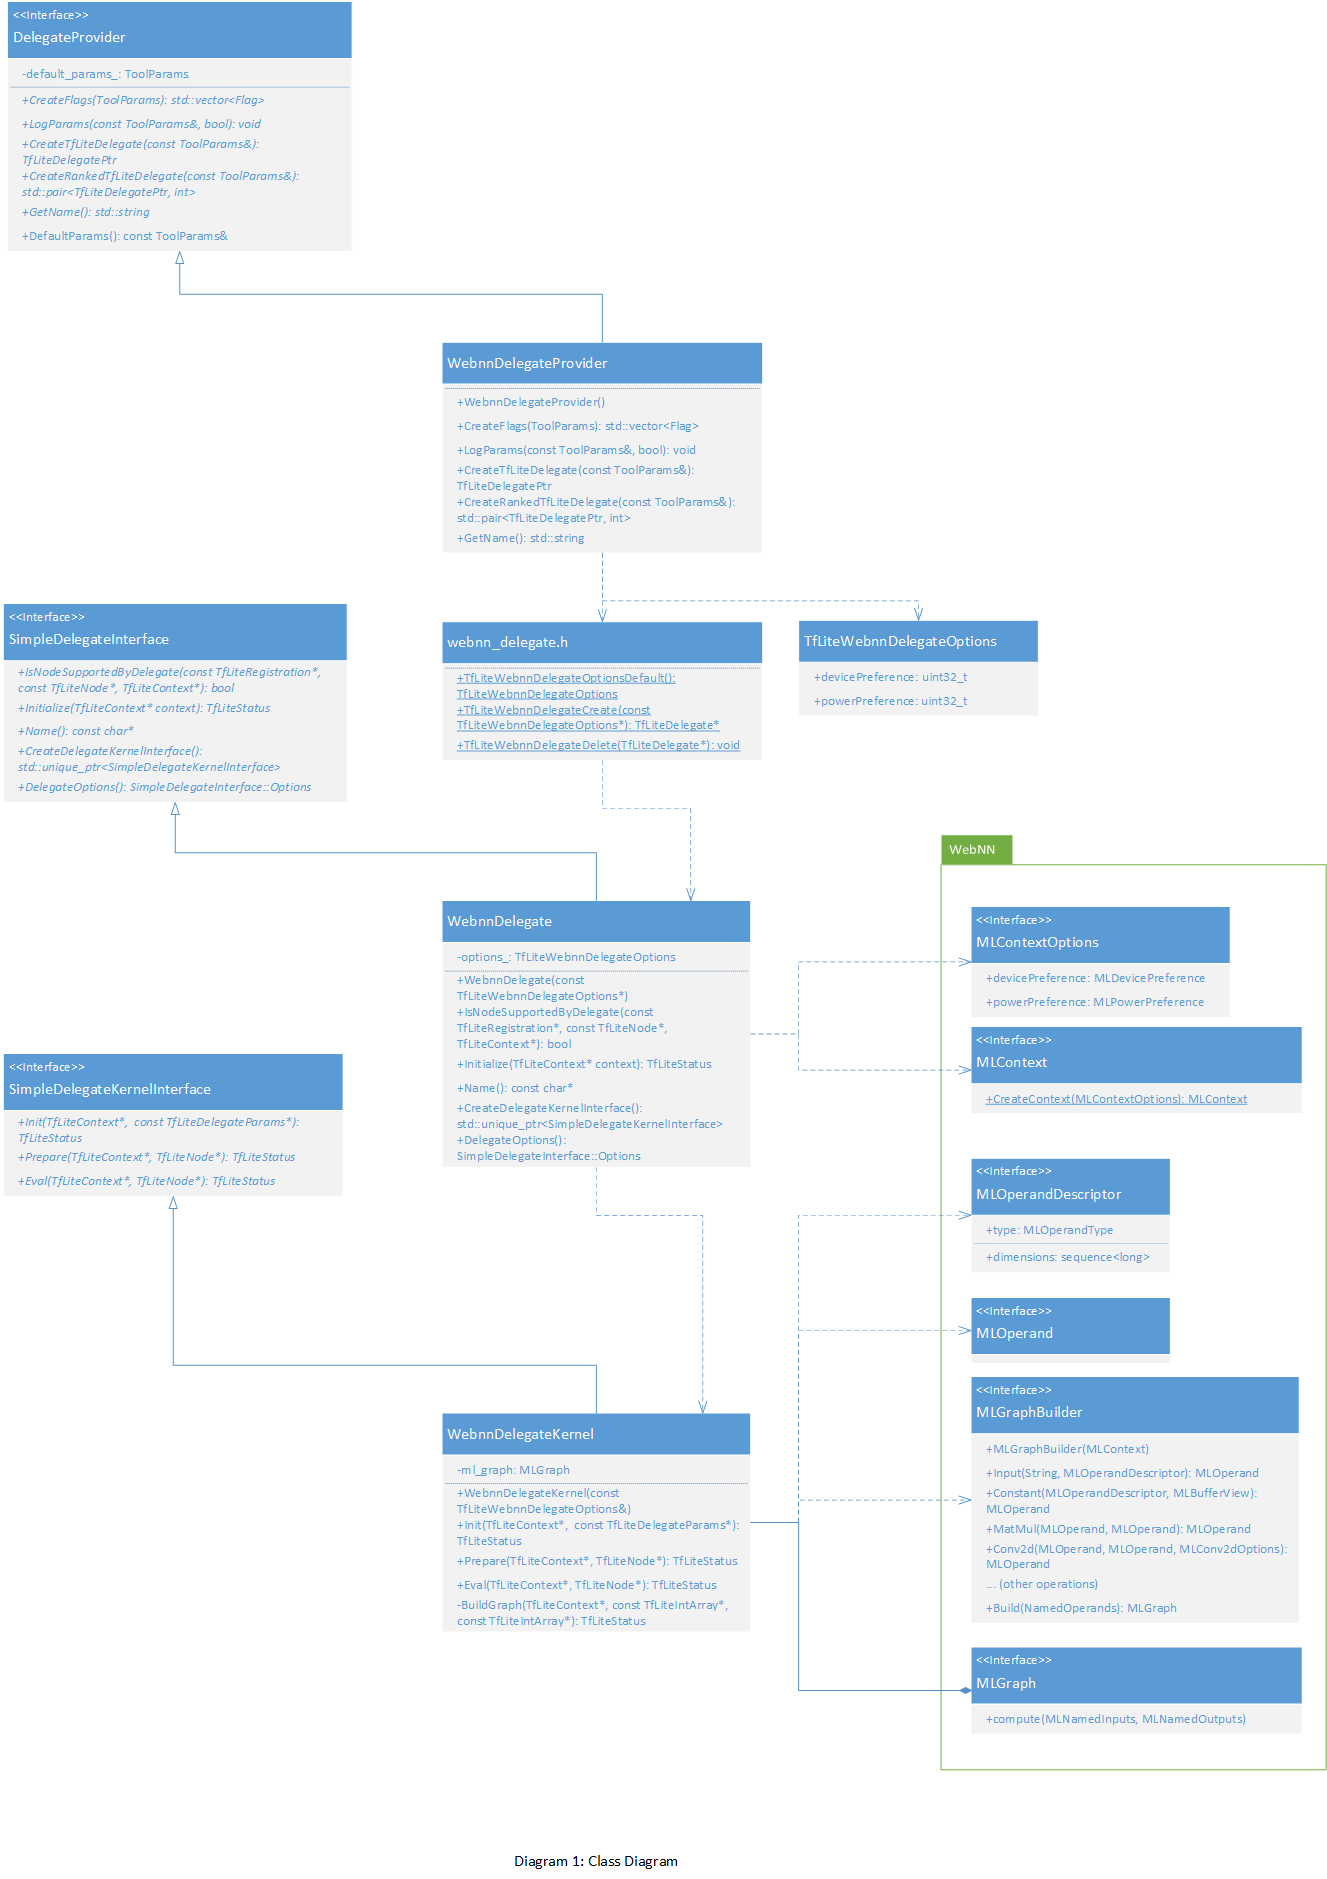 <<Interface>>
DelegateProvider
-default_params_: ToolParams
+CreateFlags(ToolParams): std::vector<Flag>
+LogParams(const ToolParams&, bool): void
+CreateTfLiteDelegate(const ToolParams&):
TfLiteDelegatePtr
+CreateRankedTfLiteDelegate(const ToolParams&):
std::pair<TfLiteDelegatePtr, int>
+GetName(): std::string
+DefaultParams(): const ToolParams&
WebnnDelegateProvider
+WebnnDelegateProvider()
+CreateFlags(ToolParams): std::vector<Flag>
+LogParams(const ToolParams&, bool): void
+CreateTfLiteDelegate(const ToolParams&):
TfLiteDelegatePtr
+CreateRankedTfLiteDelegate(const ToolParams&):
std::pair<TfLiteDelegatePtr, int>
+GetName(): std::string
<<Interface>>
SimpleDelegateInterface
+IsNodeSupportedByDelegate(const TfLiteRegistration*,
const TfLiteNode*, TfLiteContext*): bool
+Initialize(TfLiteContext* context): TfLiteStatus
+Name(): const char*
+CreateDelegateKernelInterface():
std::unique_ptr<SimpleDelegateKernelInterface>
+DelegateOptions(): SimpleDelegateInterface::Options
webnn_delegate.h
+TfLiteWebnnDelegateOptionsDefault():
TfLiteWebnnDelegateOptions
+TfLiteWebnnDelegateCreate(const
TfLiteWebnnDelegateOptions*): TfLiteDelegate*
+TfLiteWebnnDelegateDelete(TfLiteDelegate*): void
TfLiteWebnnDelegateOptions
+devicePreference: uint32_t
+powerPreference: uint32_t
WebnnDelegate
-options_: TfLiteWebnnDelegateOptions
+WebnnDelegate(const
TfLiteWebnnDelegateOptions*)
+IsNodeSupportedByDelegate(const
TfLiteRegistration*, const TfLiteNode*,
TfLiteContext*): bool
+Initialize(TfLiteContext* context): TfLiteStatus
+Name(): const char*
+CreateDelegateKernelInterface():
std::unique_ptr<SimpleDelegateKernelInterface>
+DelegateOptions():
SimpleDelegateInterface::Options
<<Interface>>
SimpleDelegateKernelInterface
+Init(TfLiteContext*, const TfLiteDelegateParams*):
TfLiteStatus
+Prepare(TfLiteContext*, TfLiteNode*): TfLiteStatus
+Eval(TfLiteContext*, TfLiteNode*): TfLiteStatus
WebnnDelegateKernel
-ml_graph: MLGraph
+WebnnDelegateKernel(const
TfLiteWebnnDelegateOptions&)
+Init(TfLiteContext*, const TfLiteDelegateParams*):
TfLiteStatus
+Prepare(TfLiteContext*, TfLiteNode*): TfLiteStatus
+Eval(TfLiteContext*, TfLiteNode*): TfLiteStatus
-BuildGraph(TfLiteContext*, const TfLiteIntArray*,
const TfLiteIntArray*): TfLiteStatus
WebNN
<<Interface>>
MLContextOptions
+devicePreference: MLDevicePreference
+powerPreference: MLPowerPreference
<<Interface>>
MLContext
+CreateContext(MLContextOptions): MLContext
<<Interface>>
MLOperandDescriptor
+type: MLOperandType
+dimensions: sequence<long>
<<Interface>>
MLOperand
<<Interface>>
MLGraphBuilder
+MLGraphBuilder(MLContext)
+Input(String, MLOperandDescriptor): MLOperand
+Constant(MLOperandDescriptor, MLBufferView):
MLOperand
+MatMul(MLOperand, MLOperand): MLOperand
+Conv2d(MLOperand, MLOperand, MLConv2dOptions):
MLOperand
... (other operations)
+Build(NamedOperands): MLGraph
<<Interface>>
MLGraph
+compute(MLNamedInputs, MLNamedOutputs)
Diagram 1: Class Diagram